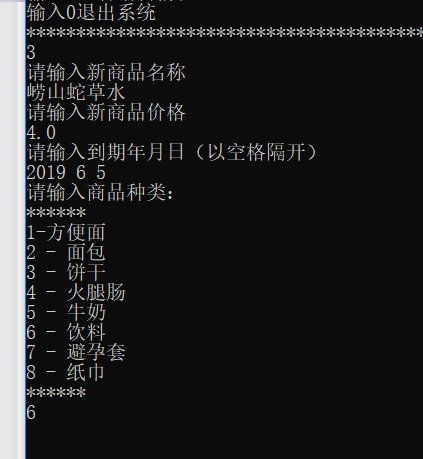 输入0退出系统
****************************************
3
请输入新商品名称
崂山蛇草水
请输入新商品价格
4.0
请输入到期年月日（以空格隔开）
2019 6 5
请输入商品种类:
******
1-方便面
2 - 面包
3 - 饼干
4 - 火腿肠
5 - 牛奶
6 - 饮料
7 - 避孕套
8 - 纸巾
******
6